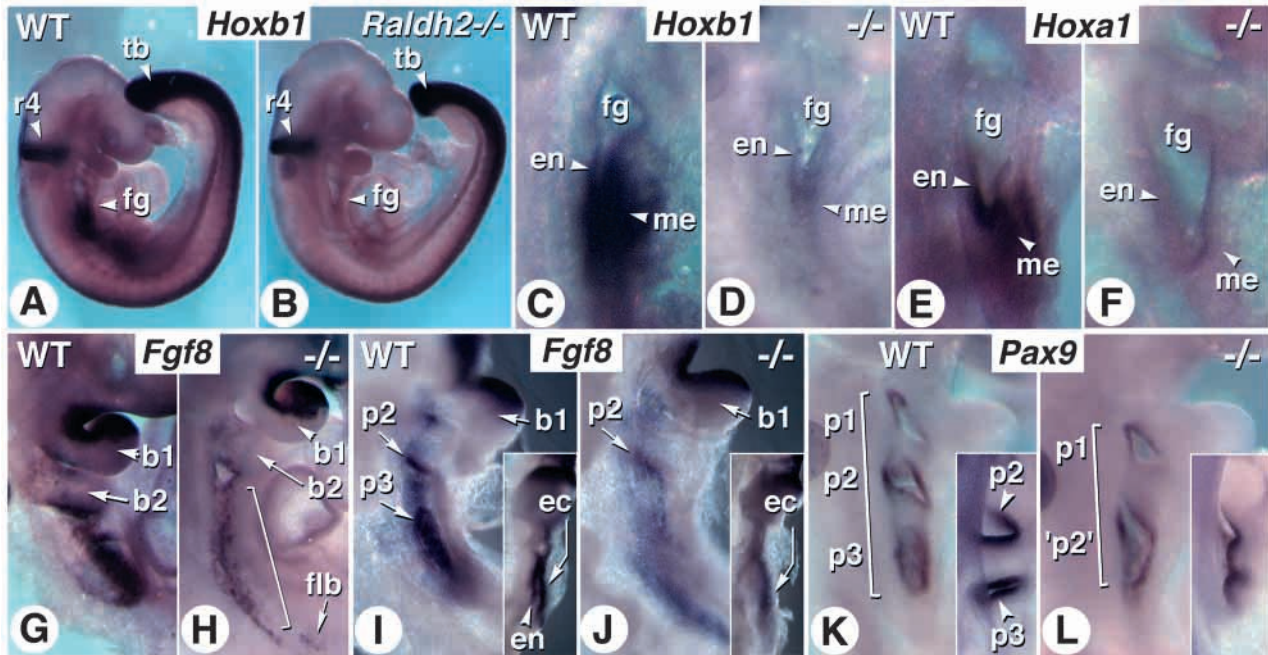 WT Hoxb1 Raldh2-/- WT Hoxb1 -/- WT Hoxa1 -/-
tb tb
r4 r4 fg fg fg fg
en en en en
fg fg me me me me
A B C D E F
WT Fgf8 -/- WT Fgf8 -/- WT Pax9 -/-
b1 b1 p2 b1 p2 b1 p1 p1
b2 b2 p3 ec ec p2 p2 'p2'
flb en p3 p3
G H I J K L